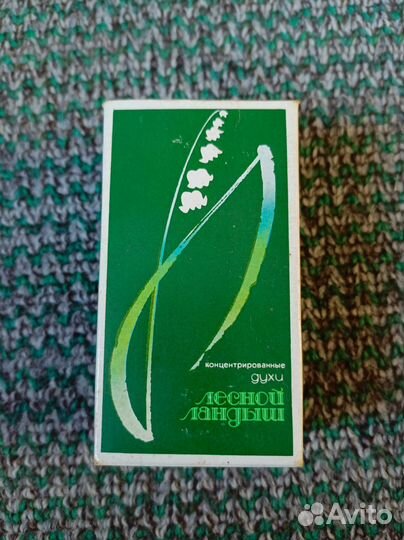 концентрированные
духи
лесной
ландыш
Avito